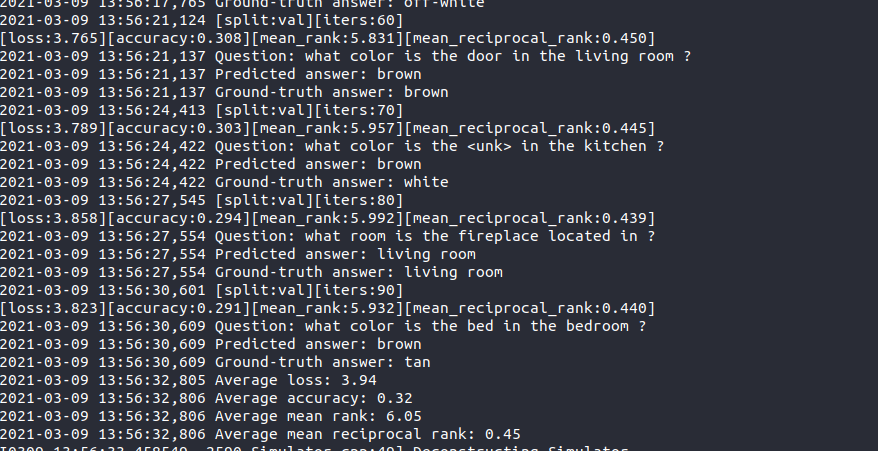 2021-03-09 13:56:17,765 Ground-truth answer: off-white
2021-03-09 13:56:21,124 [split:val][iters:60]
[loss:3.765][accuracy:0.308][mean_rank:5.831][mean_reciprocal_rank:0.450]
2021-03-09 13:56:21,137 Question: what color is the door in the living room ?
2021-03-09 13:56:21,137 Predicted answer: brown
2021-03-09 13:56:21,137 Ground-truth answer: brown
2021-03-09 13:56:24,413 [split:val][iters:70]
[loss:3.789][accuracy:0.303][mean_rank:5.957][mean_reciprocal_rank:0.445]
2021-03-09 13:56:24,422 Question: what color is the <unk> in the kitchen ?
2021-03-09 13:56:24,422 Predicted answer: brown
2021-03-09 13:56:24,422 Ground-truth answer: white
2021-03-09 13:56:27,545 [split:val][iters:80]
[loss:3.858][accuracy:0.294][mean_rank:5.992][mean_reciprocal_rank:0.439]
2021-03-09 13:56:27,554 Question: what room is the fireplace located in ?
2021-03-09 13:56:27,554 Predicted answer: living room
2021-03-09 13:56:27,554 Ground-truth answer: living room
2021-03-09 13:56:30,601 [split:val][iters:90]
[loss:3.823][accuracy:0.291][mean_rank:5.932][mean_reciprocal_rank:0.440]
2021-03-09 13:56:30,609 Question: what color is the bed in the bedroom ?
2021-03-09 13:56:30,609 Predicted answer: brown
2021-03-09 13:56:30,609 Ground-truth answer: tan
2021-03-09 13:56:32,805 Average loss: 3.94
2021-03-09 13:56:32,806 Average accuracy: 0.32
2021-03-09 13:56:32,806 Average mean rank: 6.05
2021-03-09 13:56:32,806 Average mean reciprocal rank: 0.45
Deconstructing Simulator